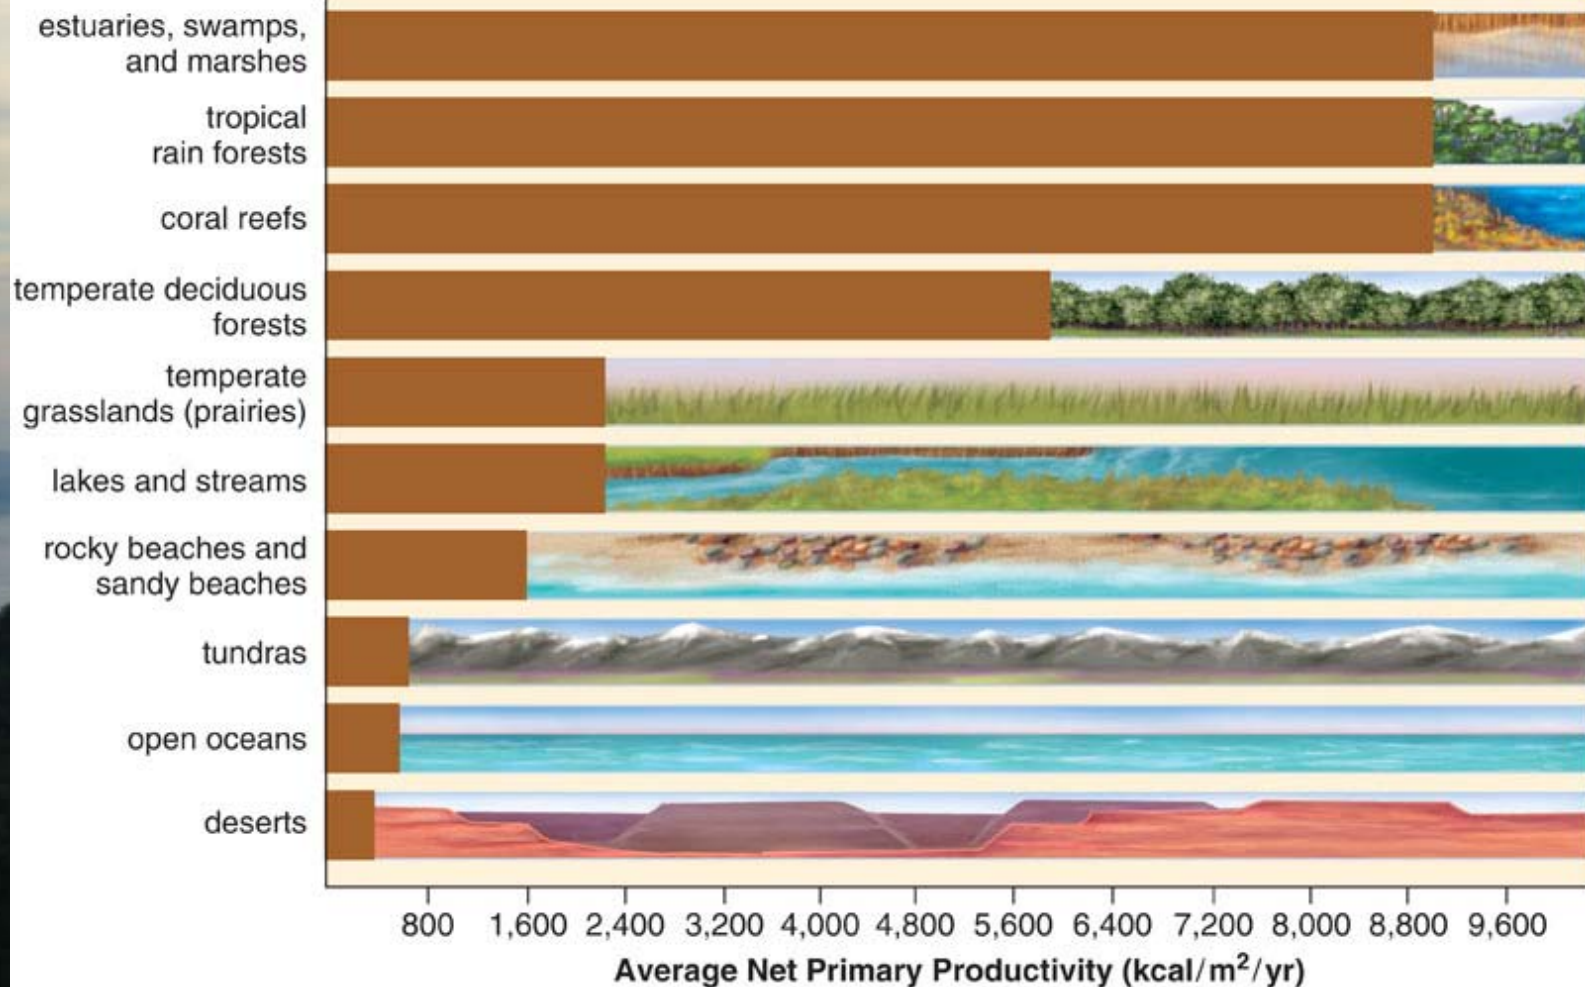 estuaries, swamps,
and marshes
tropical
rain forests
coral reefs
temperate deciduous
forests
temperate
grasslands (prairies)
lakes and streams
rocky beaches and
sandy beaches
tundras
open oceans
deserts
800 1,600 2,400 3,200 4,000 4,800 5,600 6,400 7,200 8,000 8,800 9,600
Average Net Primary Productivity (kcal/m²/yr)